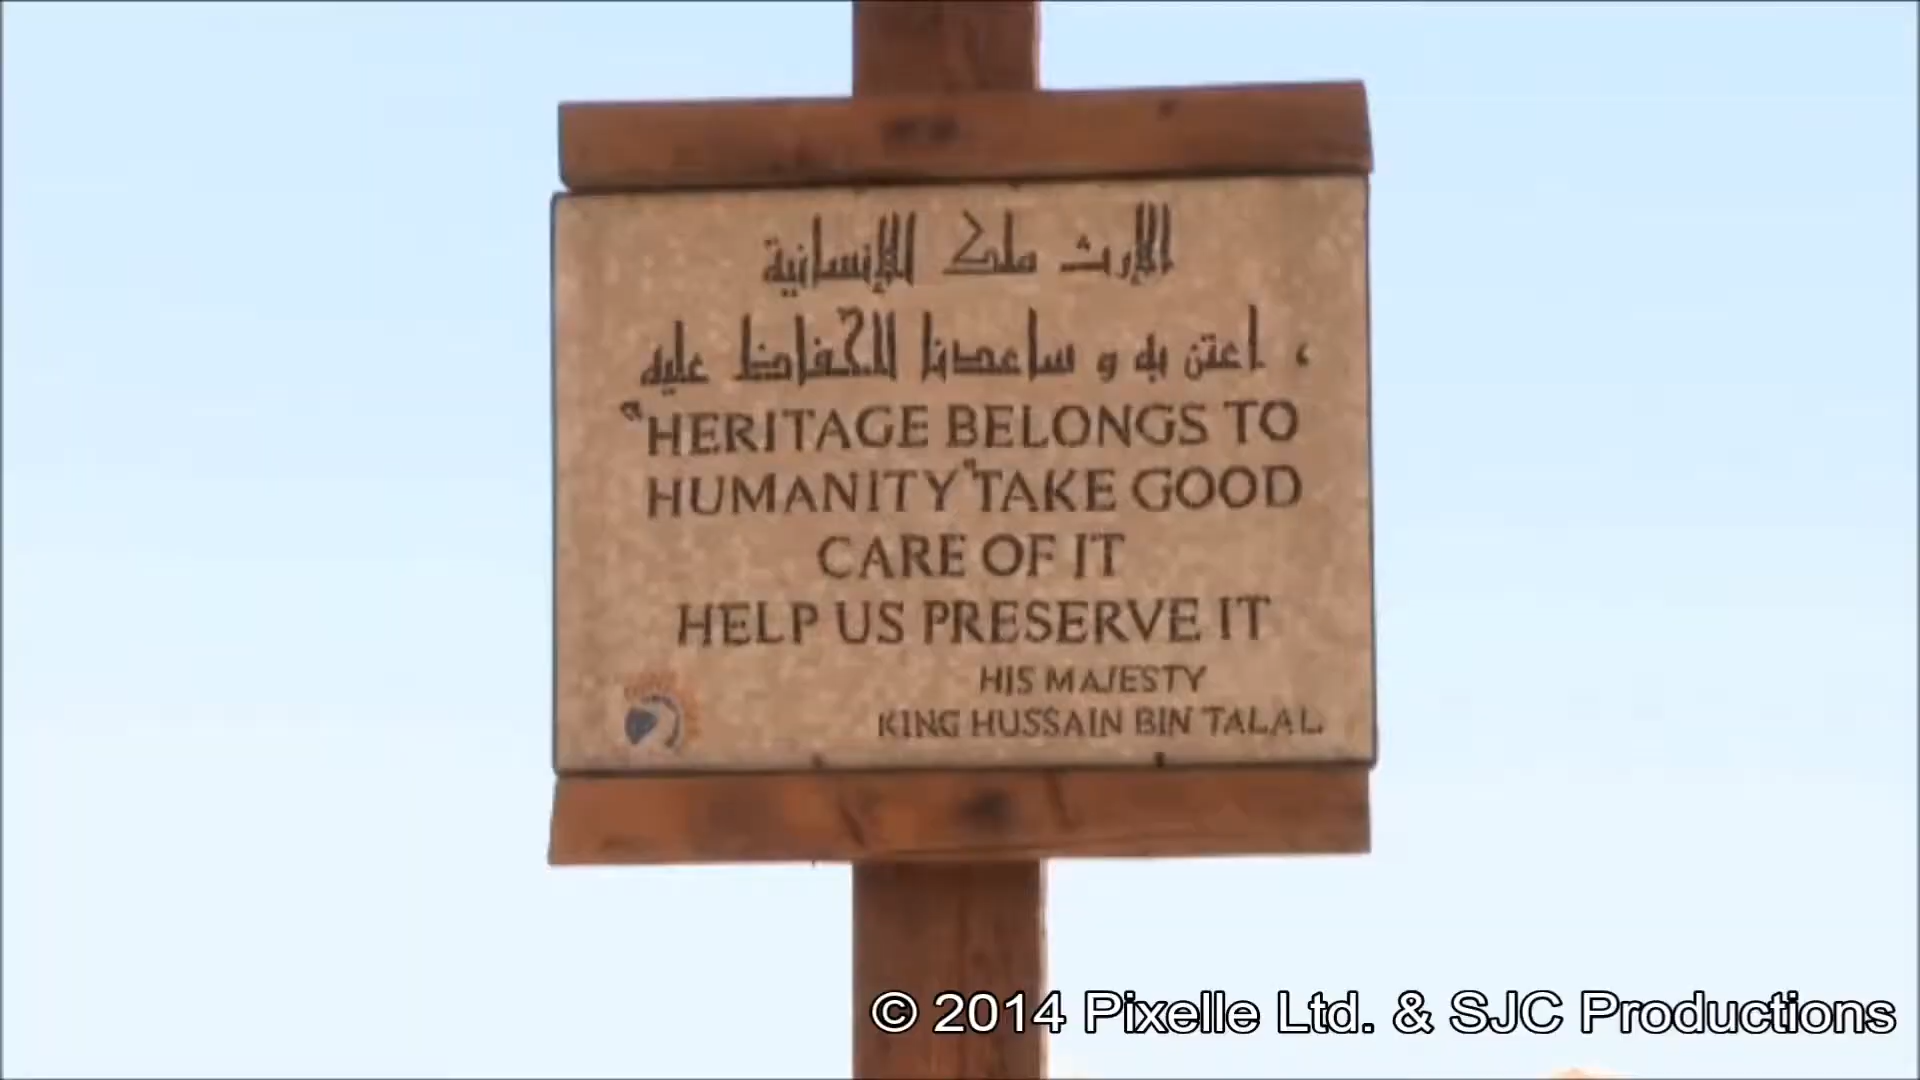 الإرث ملك للإنسانية
، اعتن به و ساعدنا للحفاظ عليه
"HERITAGE BELONGS TO
HUMANITY" TAKE GOOD
CARE OF IT
HELP US PRESERVE IT
HIS MAJESTY
KING HUSSAIN BIN TALAL.
© 2014 Pixelle Ltd. & SJC Productions